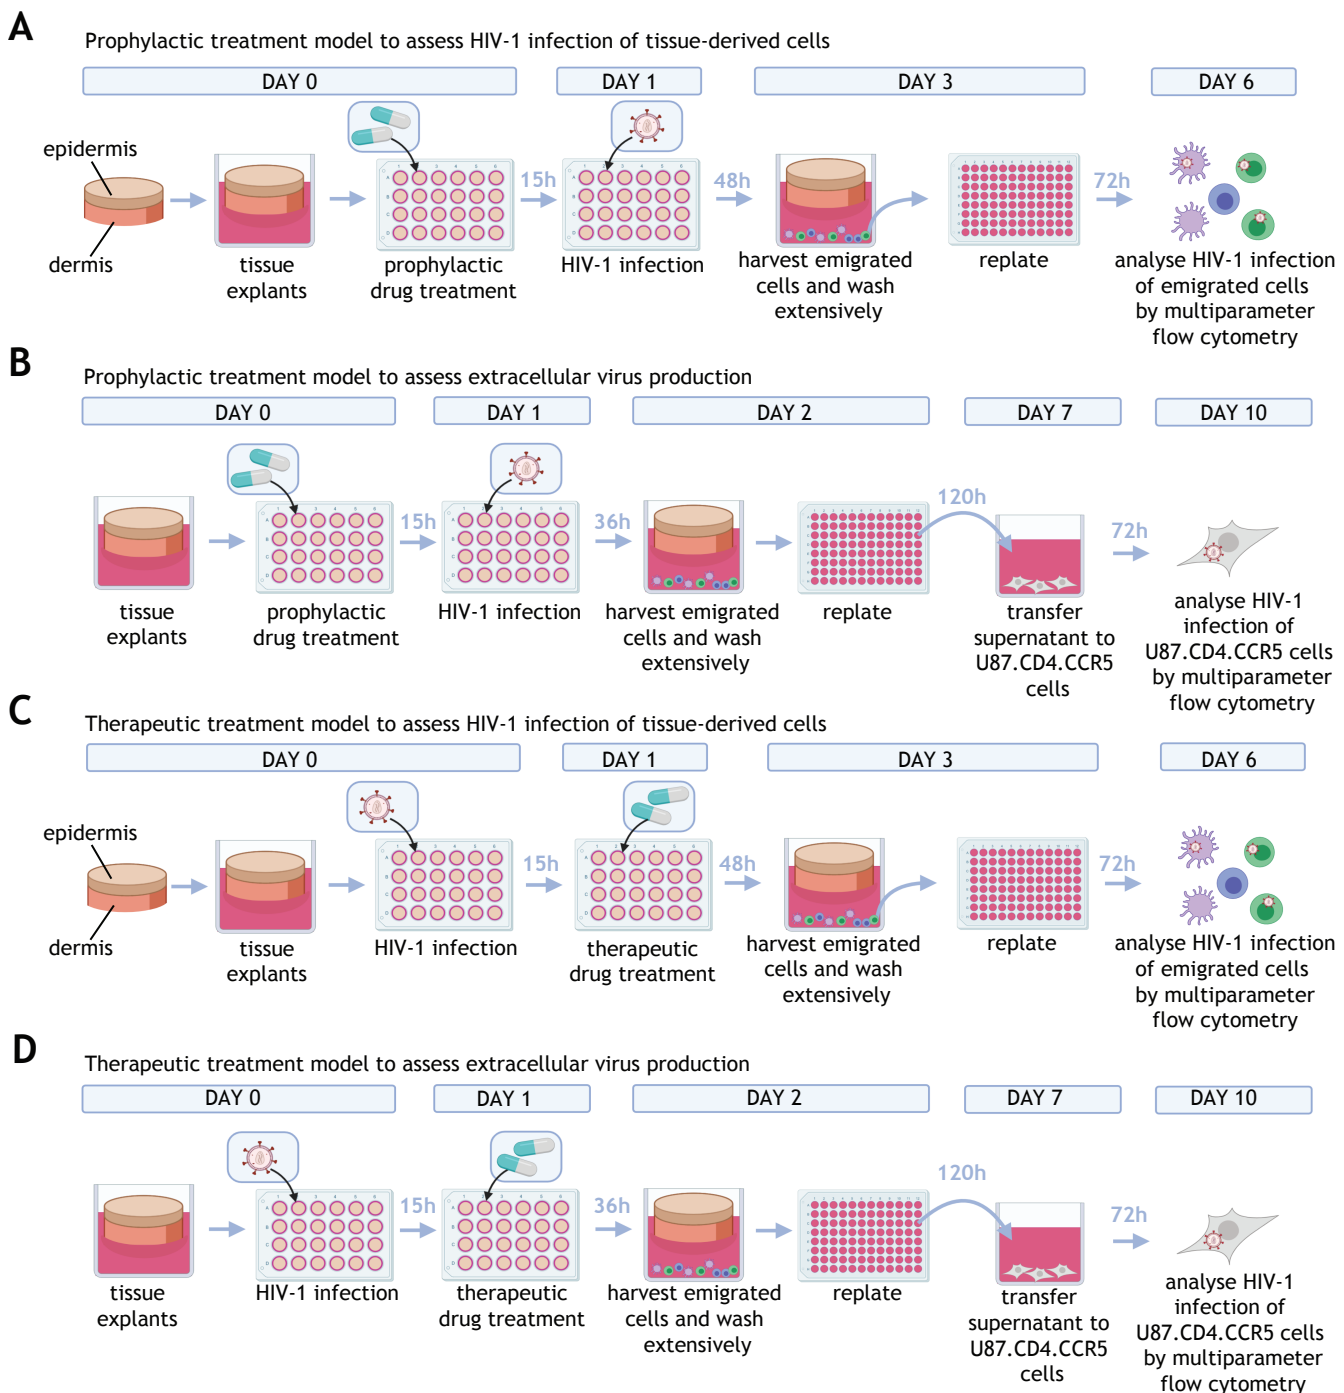 A
Prophylactic treatment model to assess HIV-1 infection of tissue-derived cells
DAY 0
DAY 1
DAY 3
DAY 6
epidermis
dermis
15h
48h
72h
tissue
explants
prophylactic
drug treatment
HIV-1 infection
harvest emigrated
cells and wash
extensively
replate
analyse HIV-1 infection
of emigrated cells
by multiparameter
flow cytometry
B
Prophylactic treatment model to assess extracellular virus production
DAY 0
DAY 1
DAY 2
DAY 7
DAY 10
15h
36h
120h
72h
tissue
explants
prophylactic
drug treatment
HIV-1 infection
harvest emigrated
cells and wash
extensively
replate
transfer
supernatant to
U87.CD4.CCR5
cells
analyse HIV-1
infection of
U87.CD4.CCR5 cells
by multiparameter
flow cytometry
C
Therapeutic treatment model to assess HIV-1 infection of tissue-derived cells
DAY 0
DAY 1
DAY 3
DAY 6
epidermis
dermis
15h
48h
72h
tissue
explants
HIV-1 infection
therapeutic
drug treatment
harvest emigrated
cells and wash
extensively
replate
analyse HIV-1 infection
of emigrated cells
by multiparameter
flow cytometry
D
Therapeutic treatment model to assess extracellular virus production
DAY 0
DAY 1
DAY 2
DAY 7
DAY 10
15h
36h
120h
72h
tissue
explants
HIV-1 infection
therapeutic
drug treatment
harvest emigrated
cells and wash
extensively
replate
transfer
supernatant to
U87.CD4.CCR5
cells
analyse HIV-1
infection of
U87.CD4.CCR5 cells
by multiparameter
flow cytometry